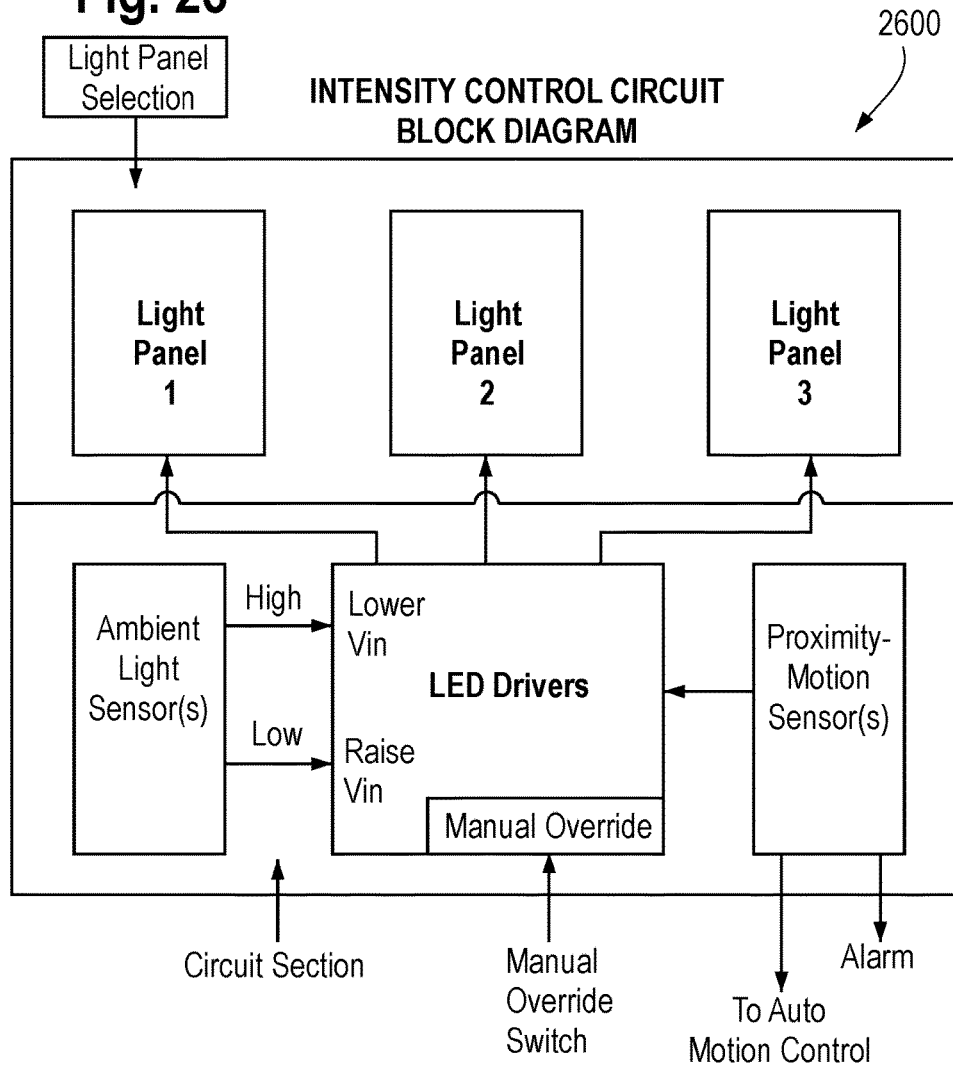 2600
Light Panel
Selection
INTENSITY CONTROL CIRCUIT
BLOCK DIAGRAM
Light
Panel
1
Light
Panel
2
Light
Panel
3
Ambient
Light
Sensor(s)
High
Low
Lower
Vin
LED Drivers
Raise
Vin
Manual Override
Proximity-
Motion
Sensor(s)
Circuit Section
Manual
Override
Switch
Alarm
To Auto
Motion Control